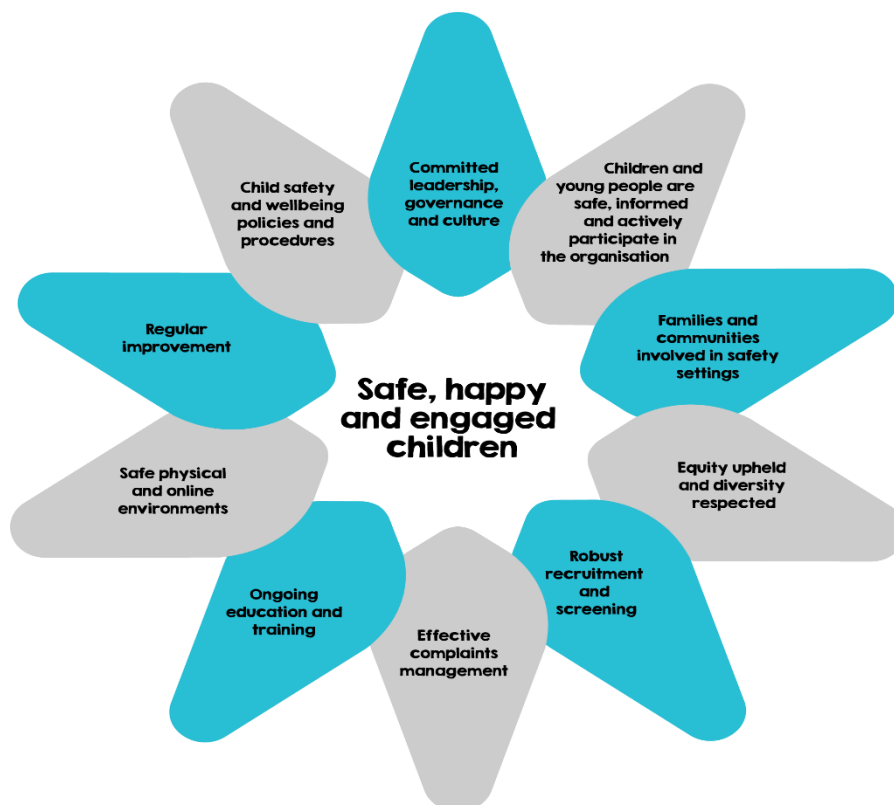 Committed
leadership,
governance
and culture
Children and
young people are
safe, informed
and actively
participate in
the organisation
Families and
communities
involved in safety
settings
Equity upheld
and diversity
respected
Robust
recruitment
and
screening
Effective
complaints
management
Ongoing
education and
training
Safe physical
and online
environments
Regular
improvement
Child safety
and wellbeing
policies and
procedures
Safe, happy
and engaged
children